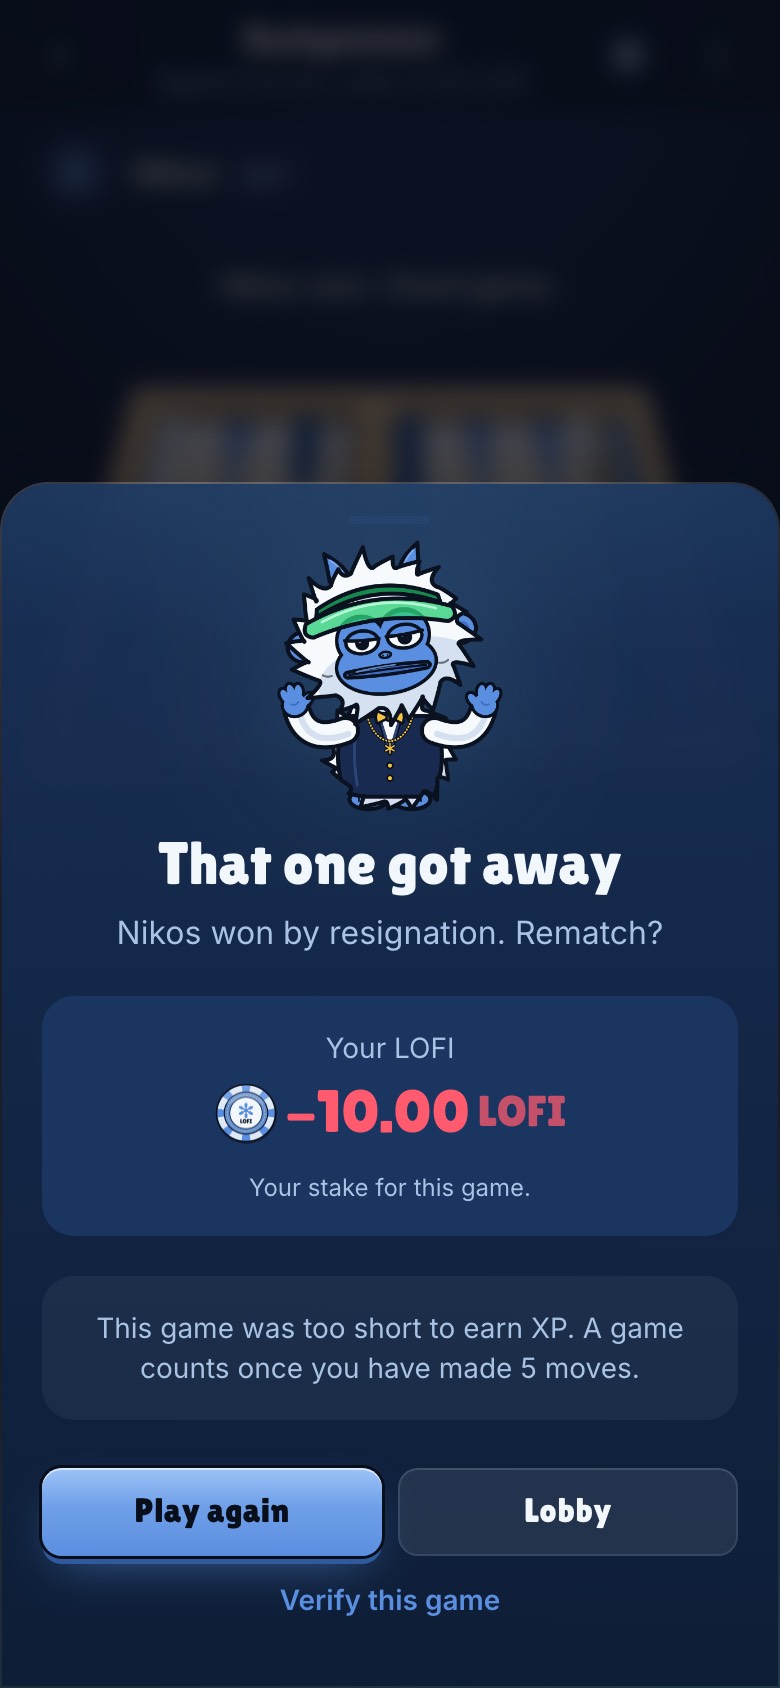 That one got away
Nikos won by resignation. Rematch?
Your LOFI
LOFI
–10.00 LOFI
Your stake for this game.
This game was too short to earn XP. A game
counts once you have made 5 moves.
Play again
Lobby
Verify this game